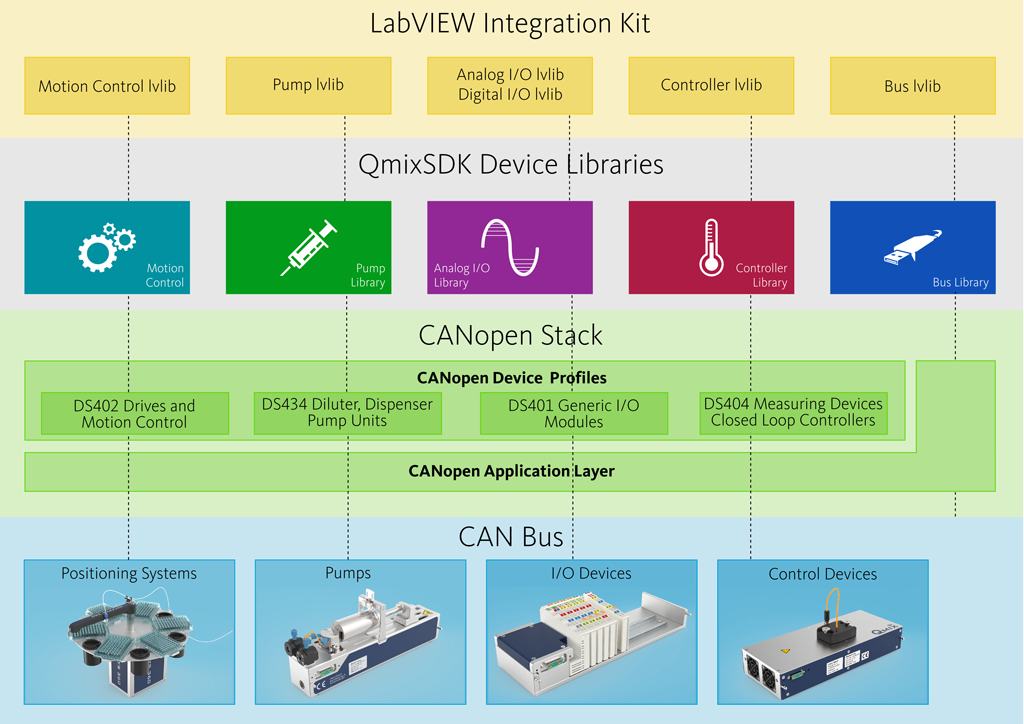 LabVIEW Integration Kit
Motion Control lvlib
Pump lvlib
Analog I/O lvlib
Digital I/O lvlib
Controller lvlib
Bus lvlib
QmixSDK Device Libraries
Motion
Control
Pump
Library
Analog I/O
Library
Controller
Library
Bus Library
CANopen Stack
CANopen Device Profiles
DS402 Drives and
Motion Control
DS434 Diluter, Dispenser
Pump Units
DS401 Generic I/O
Modules
DS404 Measuring Devices
Closed Loop Controllers
CANopen Application Layer
CAN Bus
Positioning Systems
Pumps
I/O Devices
Control Devices
Qmix